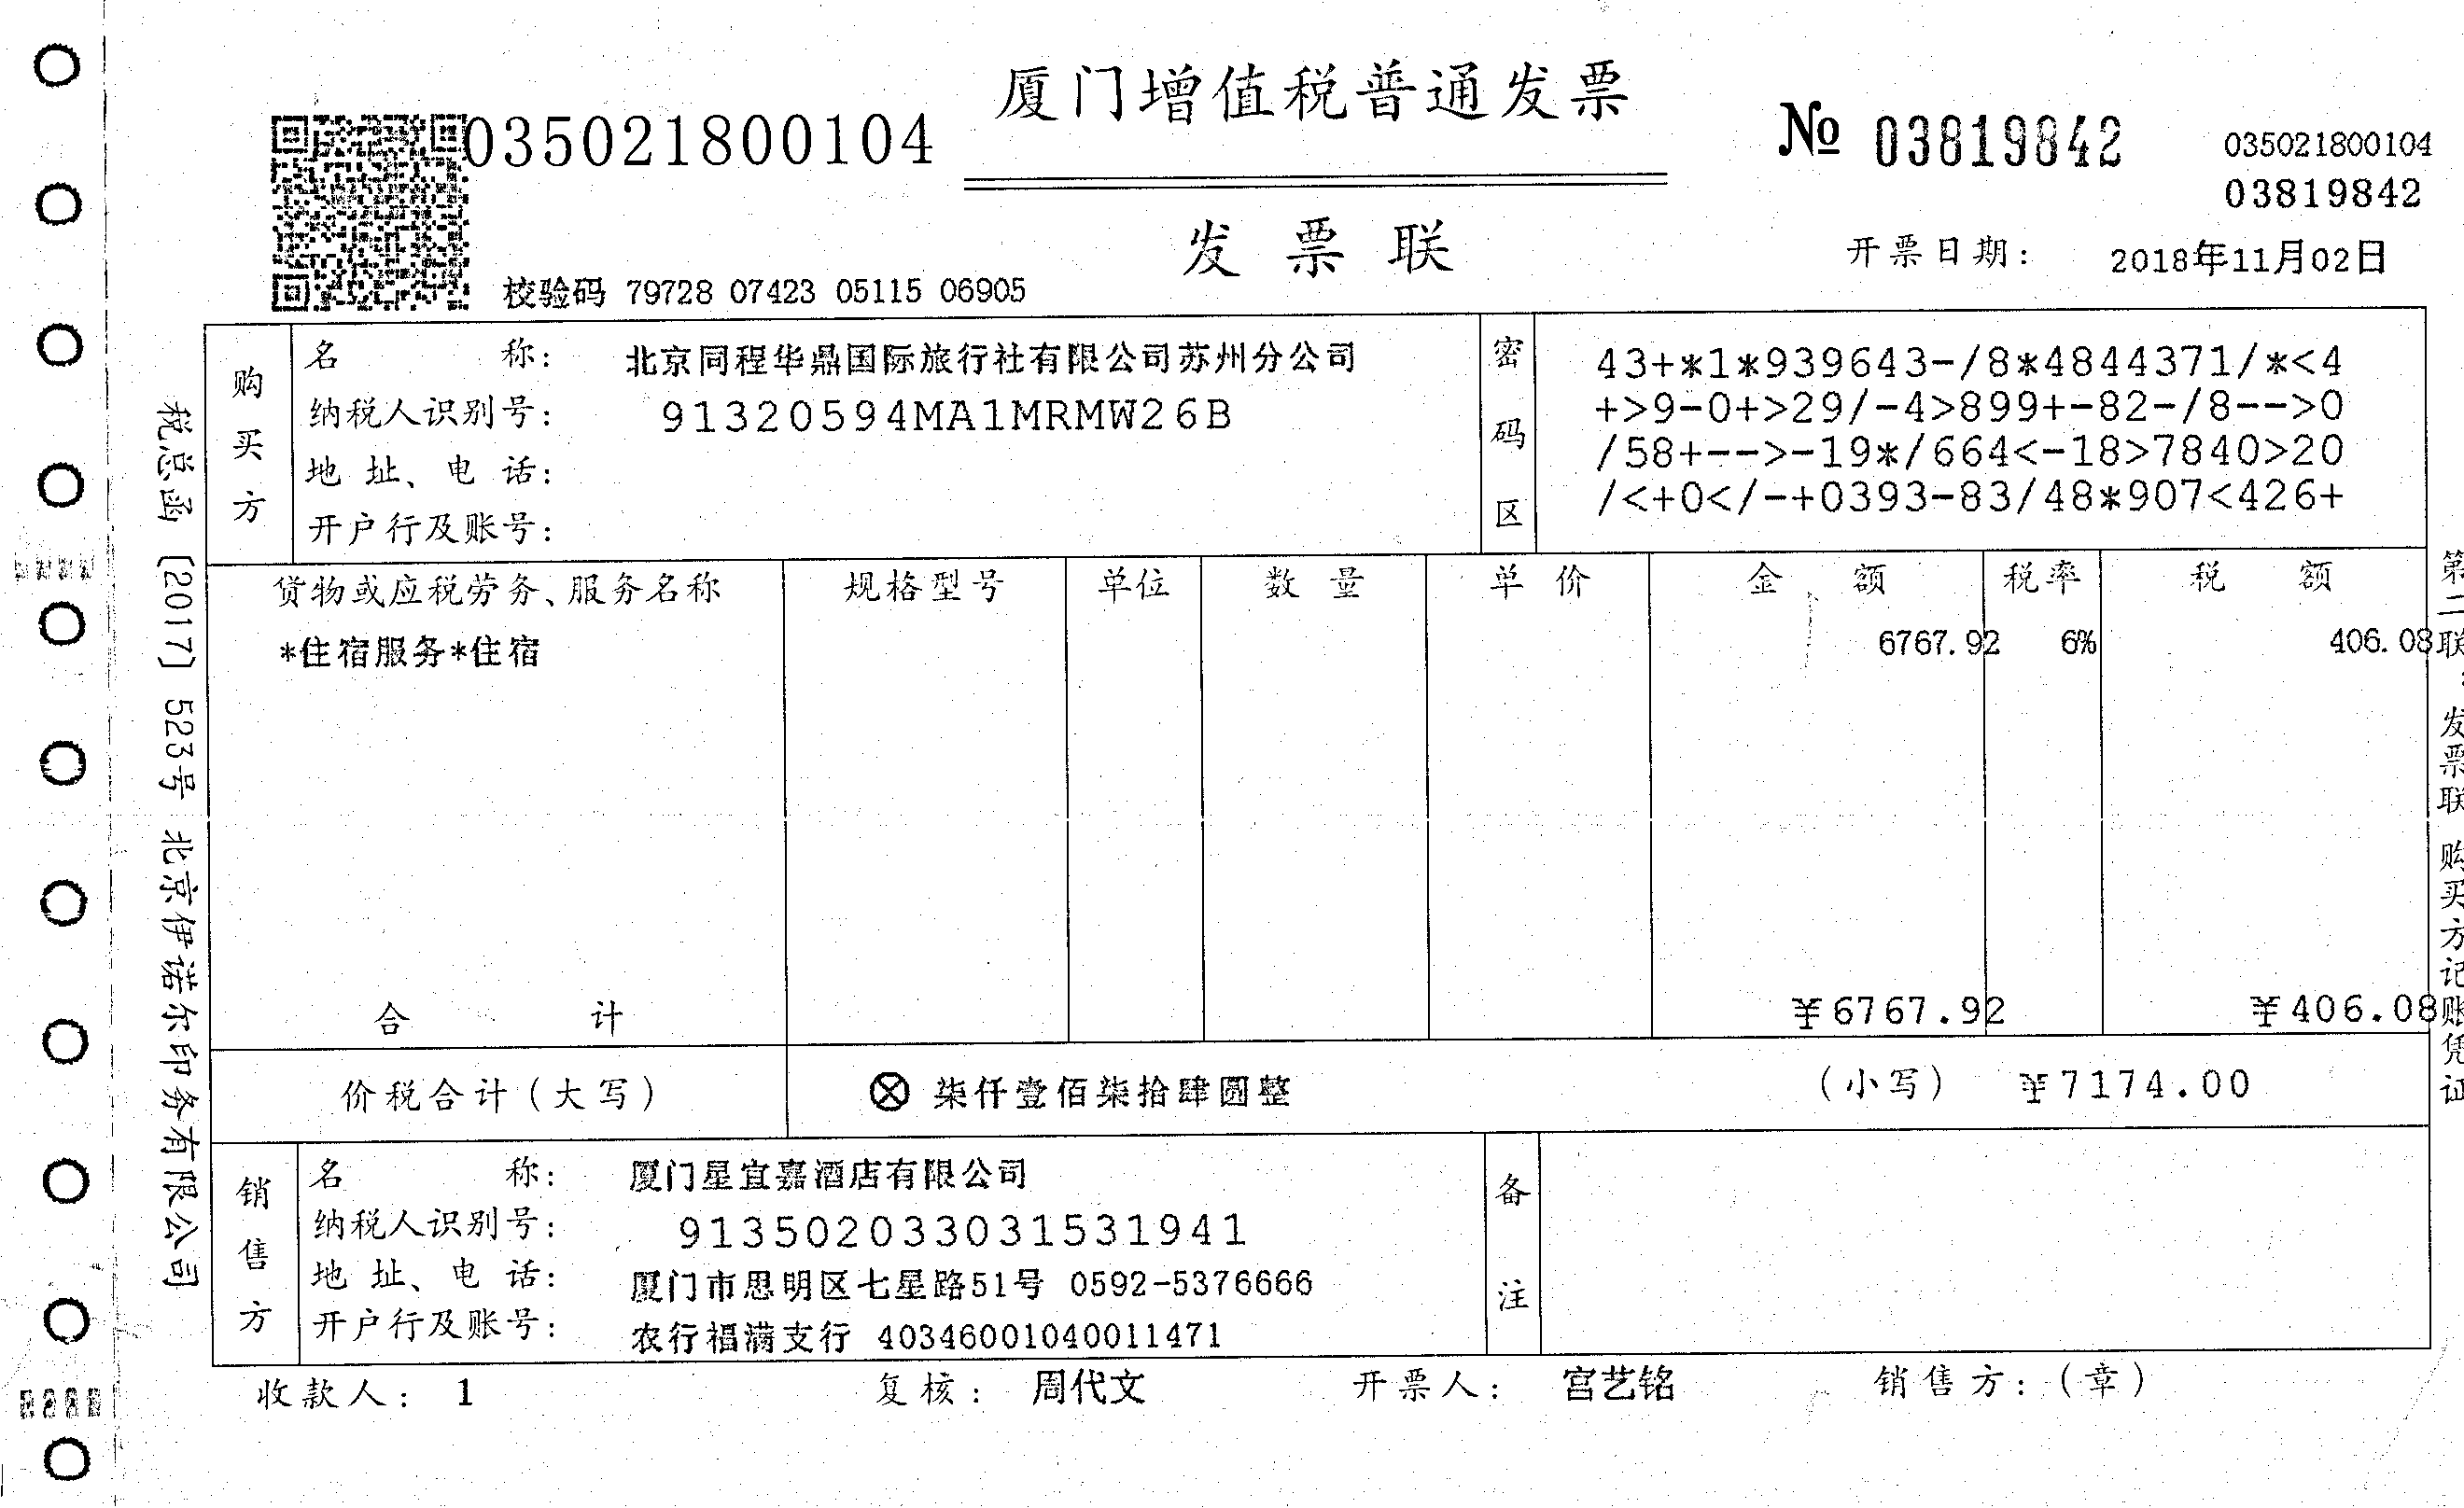 厦门增值税普通发票
035021800104
№ 03819842
035021800104
03819842
发票联
开票日期: 2018年11月02日
校验码 79728 07423 05115 06905
购买方
名称: 北京同程华鼎国际旅行社有限公司苏州分公司
纳税人识别号: 91320594MA1MRMW26B
地址、电话:
开户行及账号:
密码区
43+*1*939643-/8*4844371/*<4
+>9-0+>29/-4>899+-82-/8-->0
/58+-->-19*/664<-18>7840>20
/<+0</-+0393-83/48*907<426+
货物或应税劳务、服务名称 规格型号 单位 数量 单价 金额 税率 税额
*住宿服务*住宿 6767.92 6% 406.08
合计 ¥6767.92 ¥406.08
价税合计(大写) ⊗柒仟壹佰柒拾肆圆整 (小写) ¥7174.00
销售方
名称: 厦门星宜嘉酒店有限公司
纳税人识别号: 913502033031531941
地址、电话: 厦门市思明区七星路51号 0592-5376666
开户行及账号: 农行福满支行 40346001040011471
备注
收款人: 1 复核: 周代文 开票人: 宫艺铭 销售方:(章)
税总函〔2017〕523号 北京伊诺尔印务有限公司
第二联:发票联 购买方记账凭证